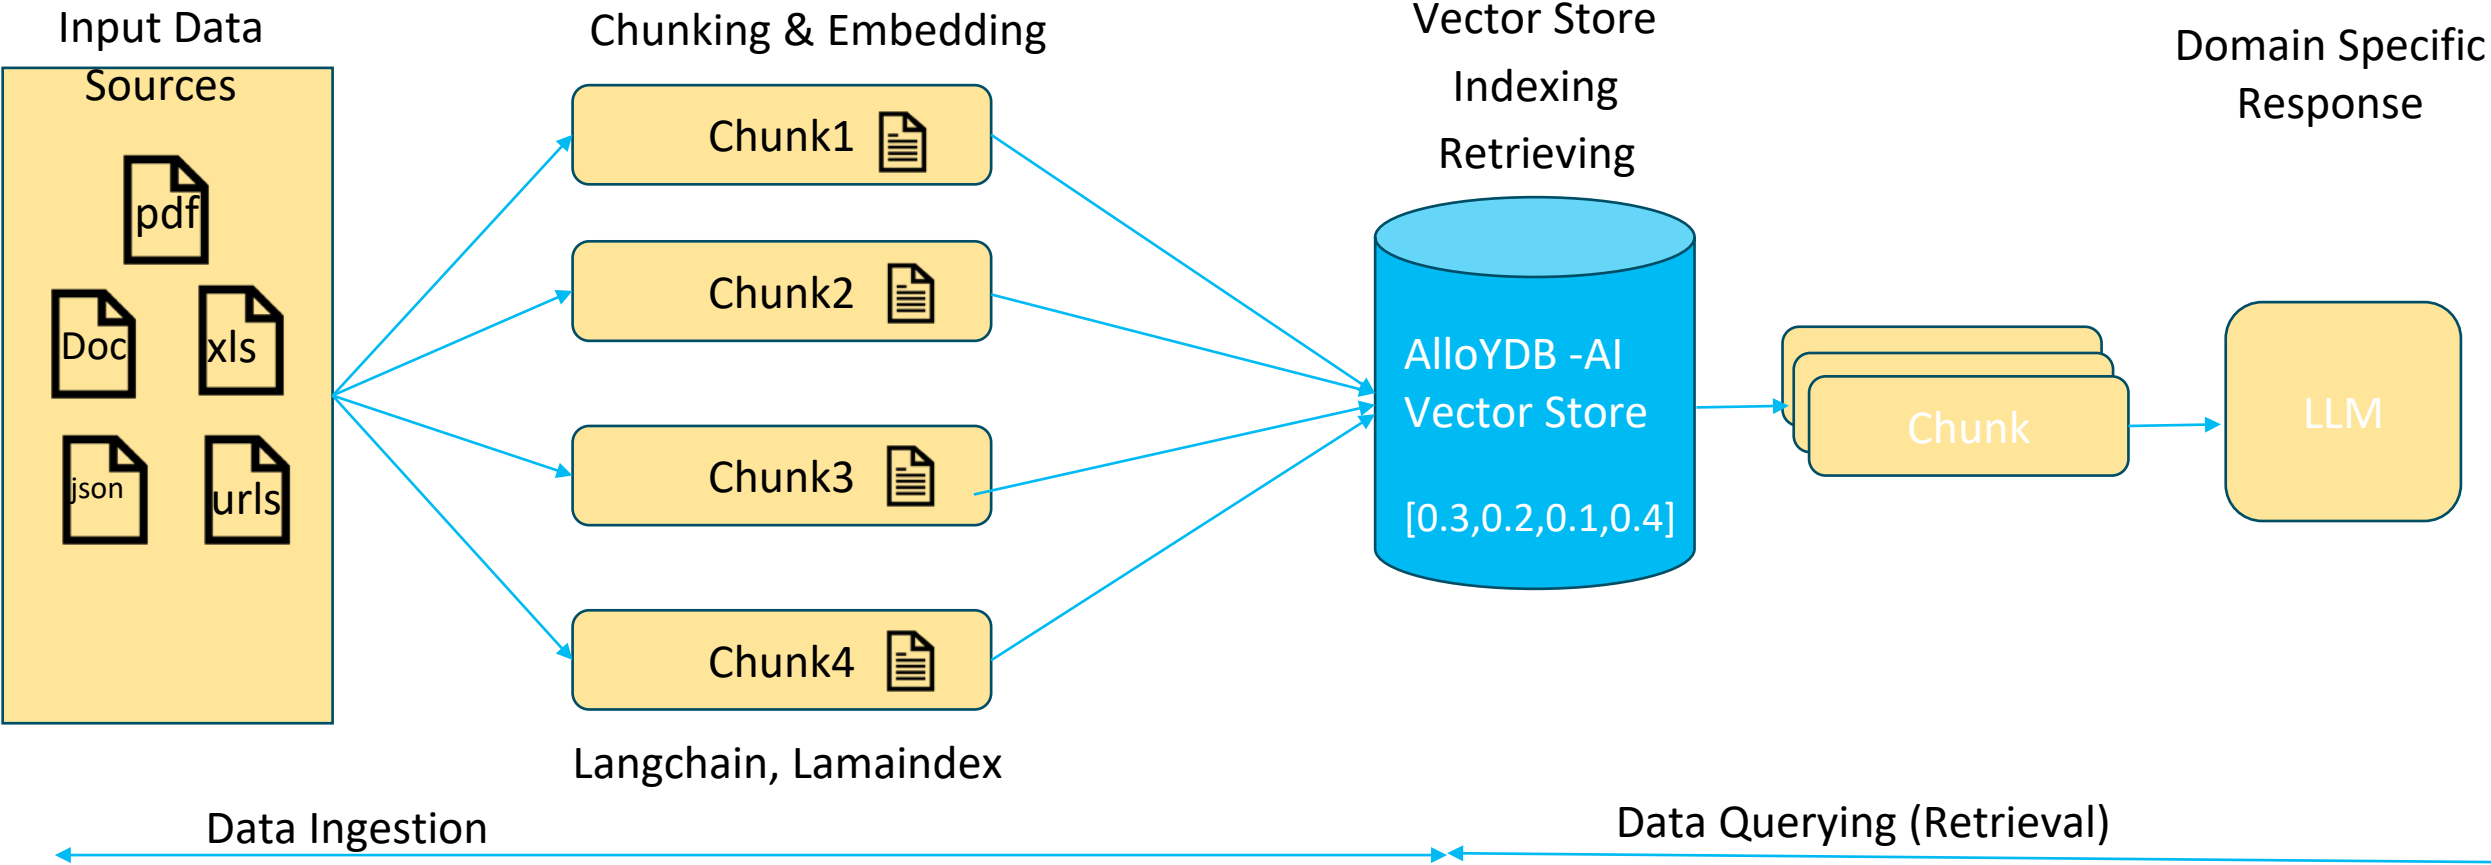 Input Data
Sources
pdf
Doc
xls
json
urls
Chunking & Embedding
Chunk1
Chunk2
Chunk3
Chunk4
Langchain, Lamaindex
Vector Store
Indexing
Retrieving
AlloYDB -AI
Vector Store
[0.3,0.2,0.1,0.4]
Chunk
Domain Specific
Response
LLM
Data Ingestion
Data Querying (Retrieval)